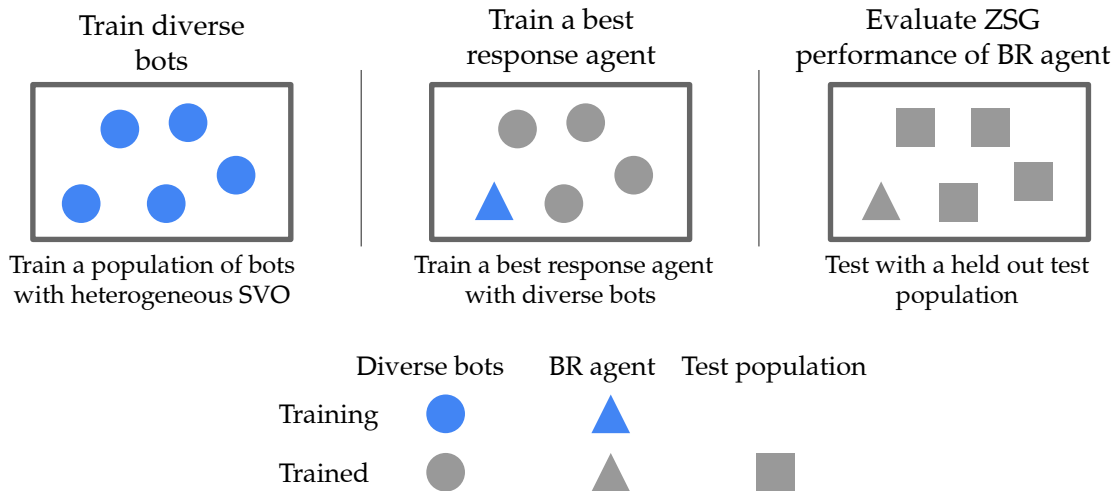 Train diverse
bots
Train a best
response agent
Evaluate ZSG
performance of BR agent
Train a population of bots
with heterogeneous SVO
Train a best response agent
with diverse bots
Test with a held out test
population
Diverse bots BR agent Test population
Training
Trained